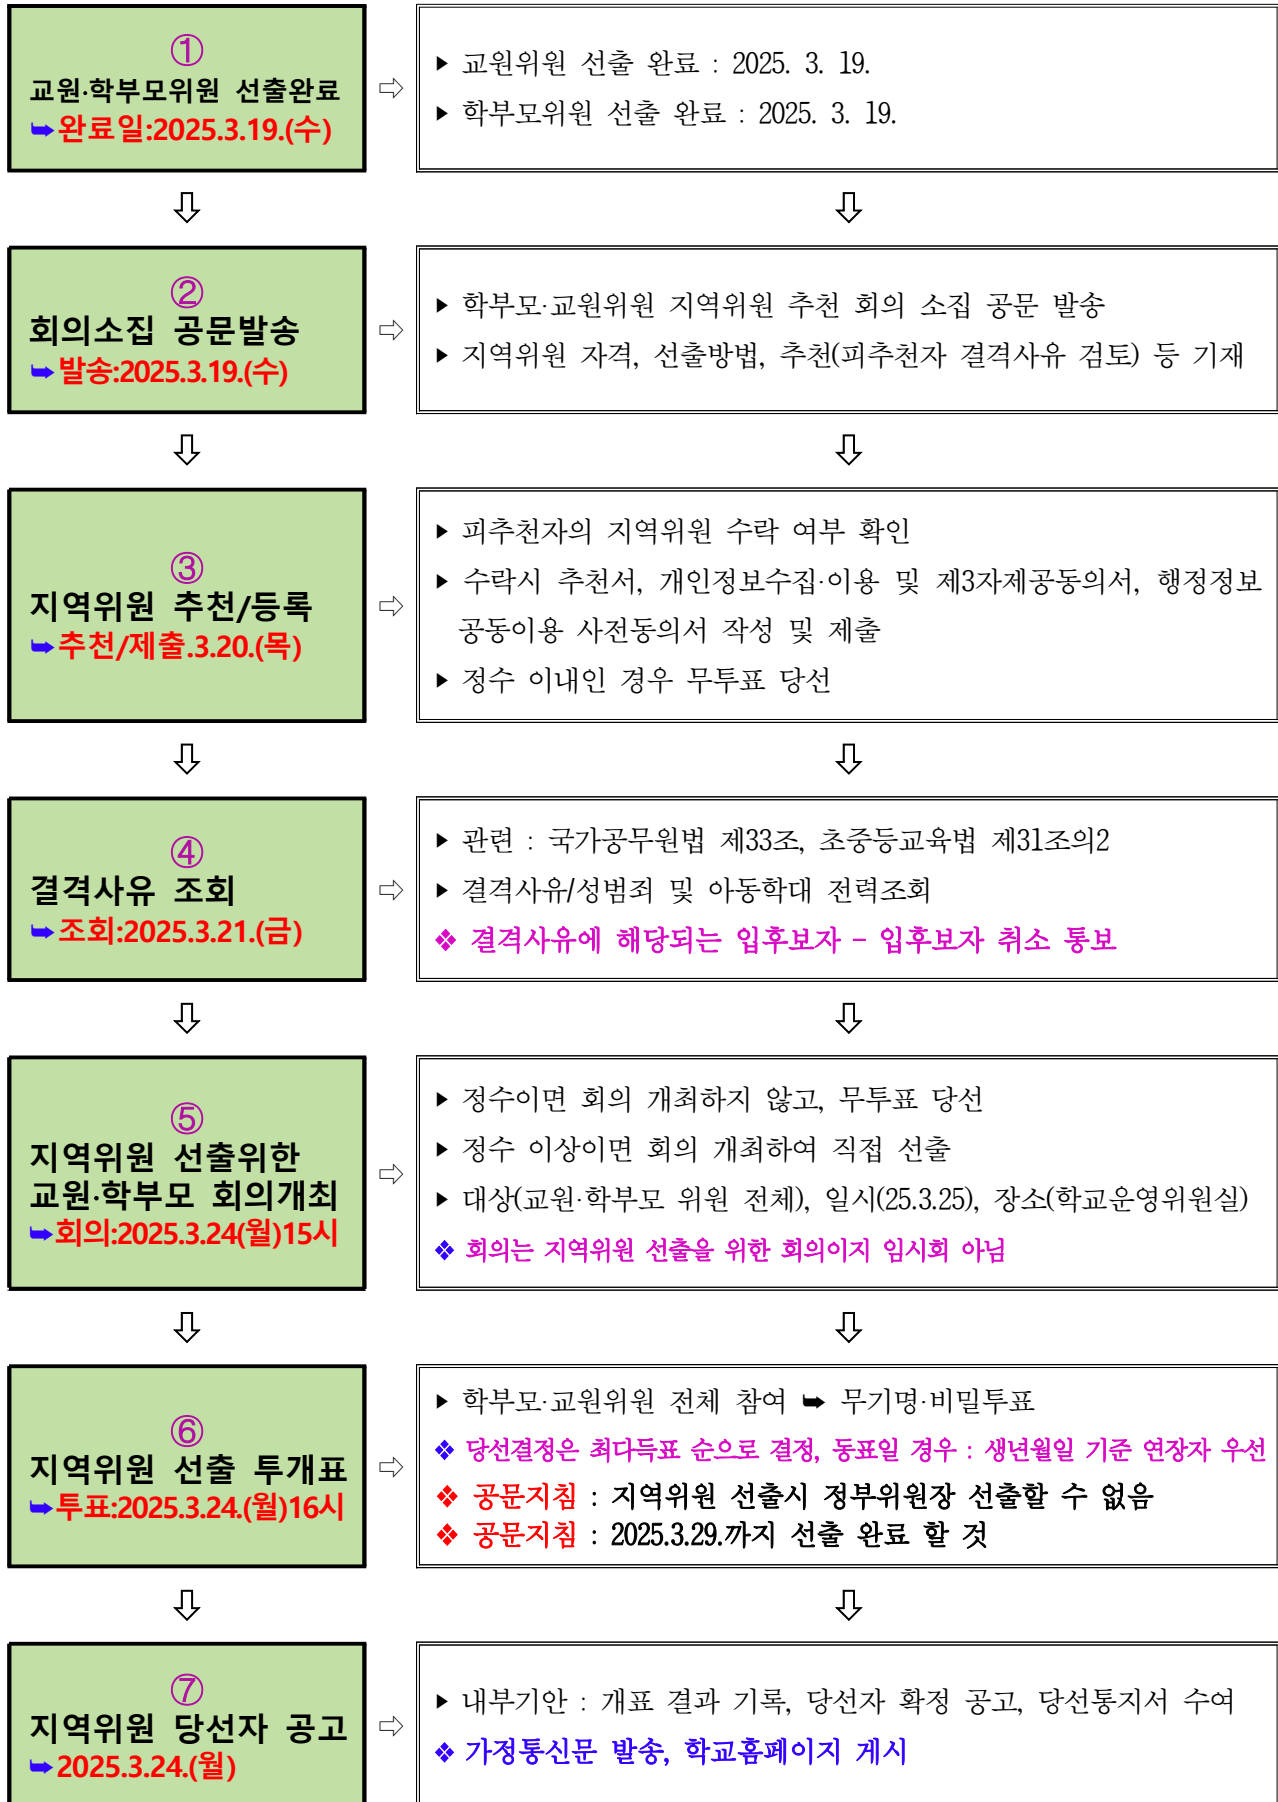 ①
교원·학부모위원 선출완료
➥완료일:2025.3.19.(수)
⇨
▶ 교원위원 선출 완료 : 2025. 3. 19.
▶ 학부모위원 선출 완료 : 2025. 3. 19.
⇩ ⇩
②
회의소집 공문발송
➥발송:2025.3.19.(수)
⇨
▶ 학부모·교원위원 지역위원 추천 회의 소집 공문 발송
▶ 지역위원 자격, 선출방법, 추천(피추천자 결격사유 검토) 등 기재
⇩ ⇩
③
지역위원 추천/등록
➥추천/제출.3.20.(목)
⇨
▶ 피추천자의 지역위원 수락 여부 확인
▶ 수락시 추천서, 개인정보수집·이용 및 제3자제공동의서, 행정정보
공동이용 사전동의서 작성 및 제출
▶ 정수 이내인 경우 무투표 당선
⇩ ⇩
④
결격사유 조회
➥조회:2025.3.21.(금)
⇨
▶ 관련 : 국가공무원법 제33조, 초중등교육법 제31조의2
▶ 결격사유/성범죄 및 아동학대 전력조회
❖ 결격사유에 해당되는 입후보자 - 입후보자 취소 통보
⇩ ⇩
⑤
지역위원 선출위한
교원·학부모 회의개최
➥회의:2025.3.24(월)15시
⇨
▶ 정수이면 회의 개최하지 않고, 무투표 당선
▶ 정수 이상이면 회의 개최하여 직접 선출
▶ 대상(교원·학부모 위원 전체), 일시(25.3.25), 장소(학교운영위원실)
❖ 회의는 지역위원 선출을 위한 회의이지 임시회 아님
⇩ ⇩
⑥
지역위원 선출 투개표
➥투표:2025.3.24.(월)16시
⇨
▶ 학부모·교원위원 전체 참여 ➥ 무기명·비밀투표
❖ 당선결정은 최다득표 순으로 결정, 동표일 경우 : 생년월일 기준 연장자 우선
❖ 공문지침 : 지역위원 선출시 정부위원장 선출할 수 없음
❖ 공문지침 : 2025.3.29.까지 선출 완료 할 것
⇩ ⇩
⑦
지역위원 당선자 공고
➥2025.3.24.(월)
⇨
▶ 내부기안 : 개표 결과 기록, 당선자 확정 공고, 당선통지서 수여
❖ 가정통신문 발송, 학교홈페이지 게시